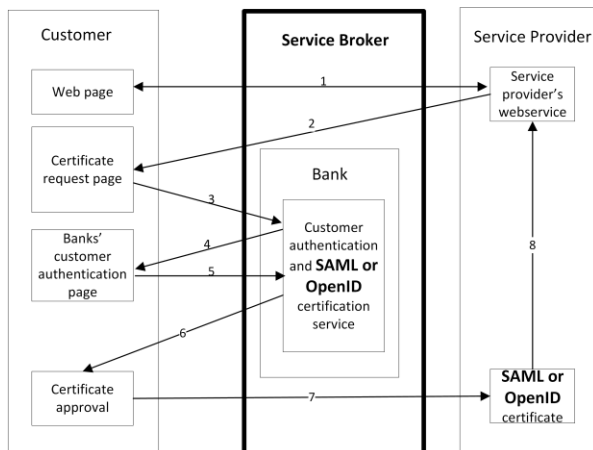 Customer
Service Broker
Service Provider
Web page
1
Service
provider's
webservice
2
Certificate
request page
3
Bank
Customer
authentication
and SAML or
OpenID
certification
service
4
Banks'
customer
authentication
page
5
8
6
Certificate
approval
7
SAML or
OpenID
certificate